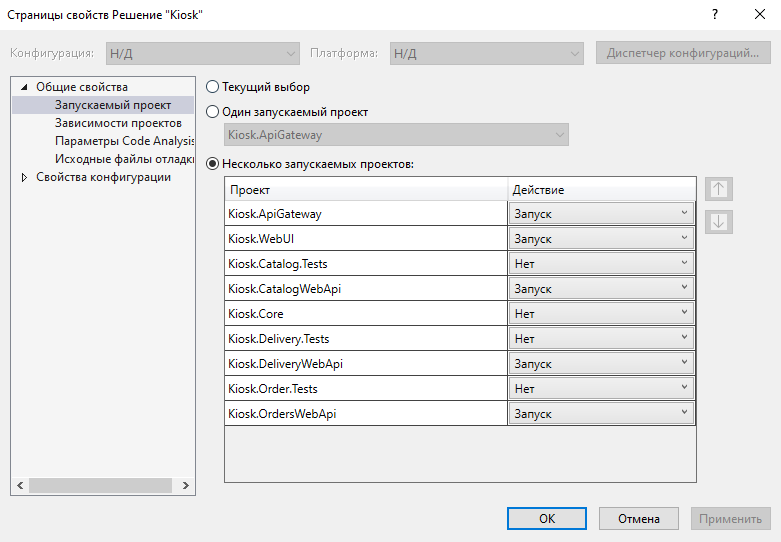 Страницы свойств Решение "Kiosk"
?
Конфигурация: Н/Д Платформа: Н/Д Диспетчер конфигураций...
Общие свойства
Запускаемый проект
Зависимости проектов
Параметры Code Analysis
Исходные файлы отладки
Свойства конфигурации
Текущий выбор
Один запускаемый проект
Kiosk.ApiGateway
Несколько запускаемых проектов:
Проект Действие
Kiosk.ApiGateway Запуск
Kiosk.WebUI Запуск
Kiosk.Catalog.Tests Нет
Kiosk.CatalogWebApi Запуск
Kiosk.Core Нет
Kiosk.Delivery.Tests Нет
Kiosk.DeliveryWebApi Запуск
Kiosk.Order.Tests Нет
Kiosk.OrdersWebApi Запуск
ОК Отмена Применить